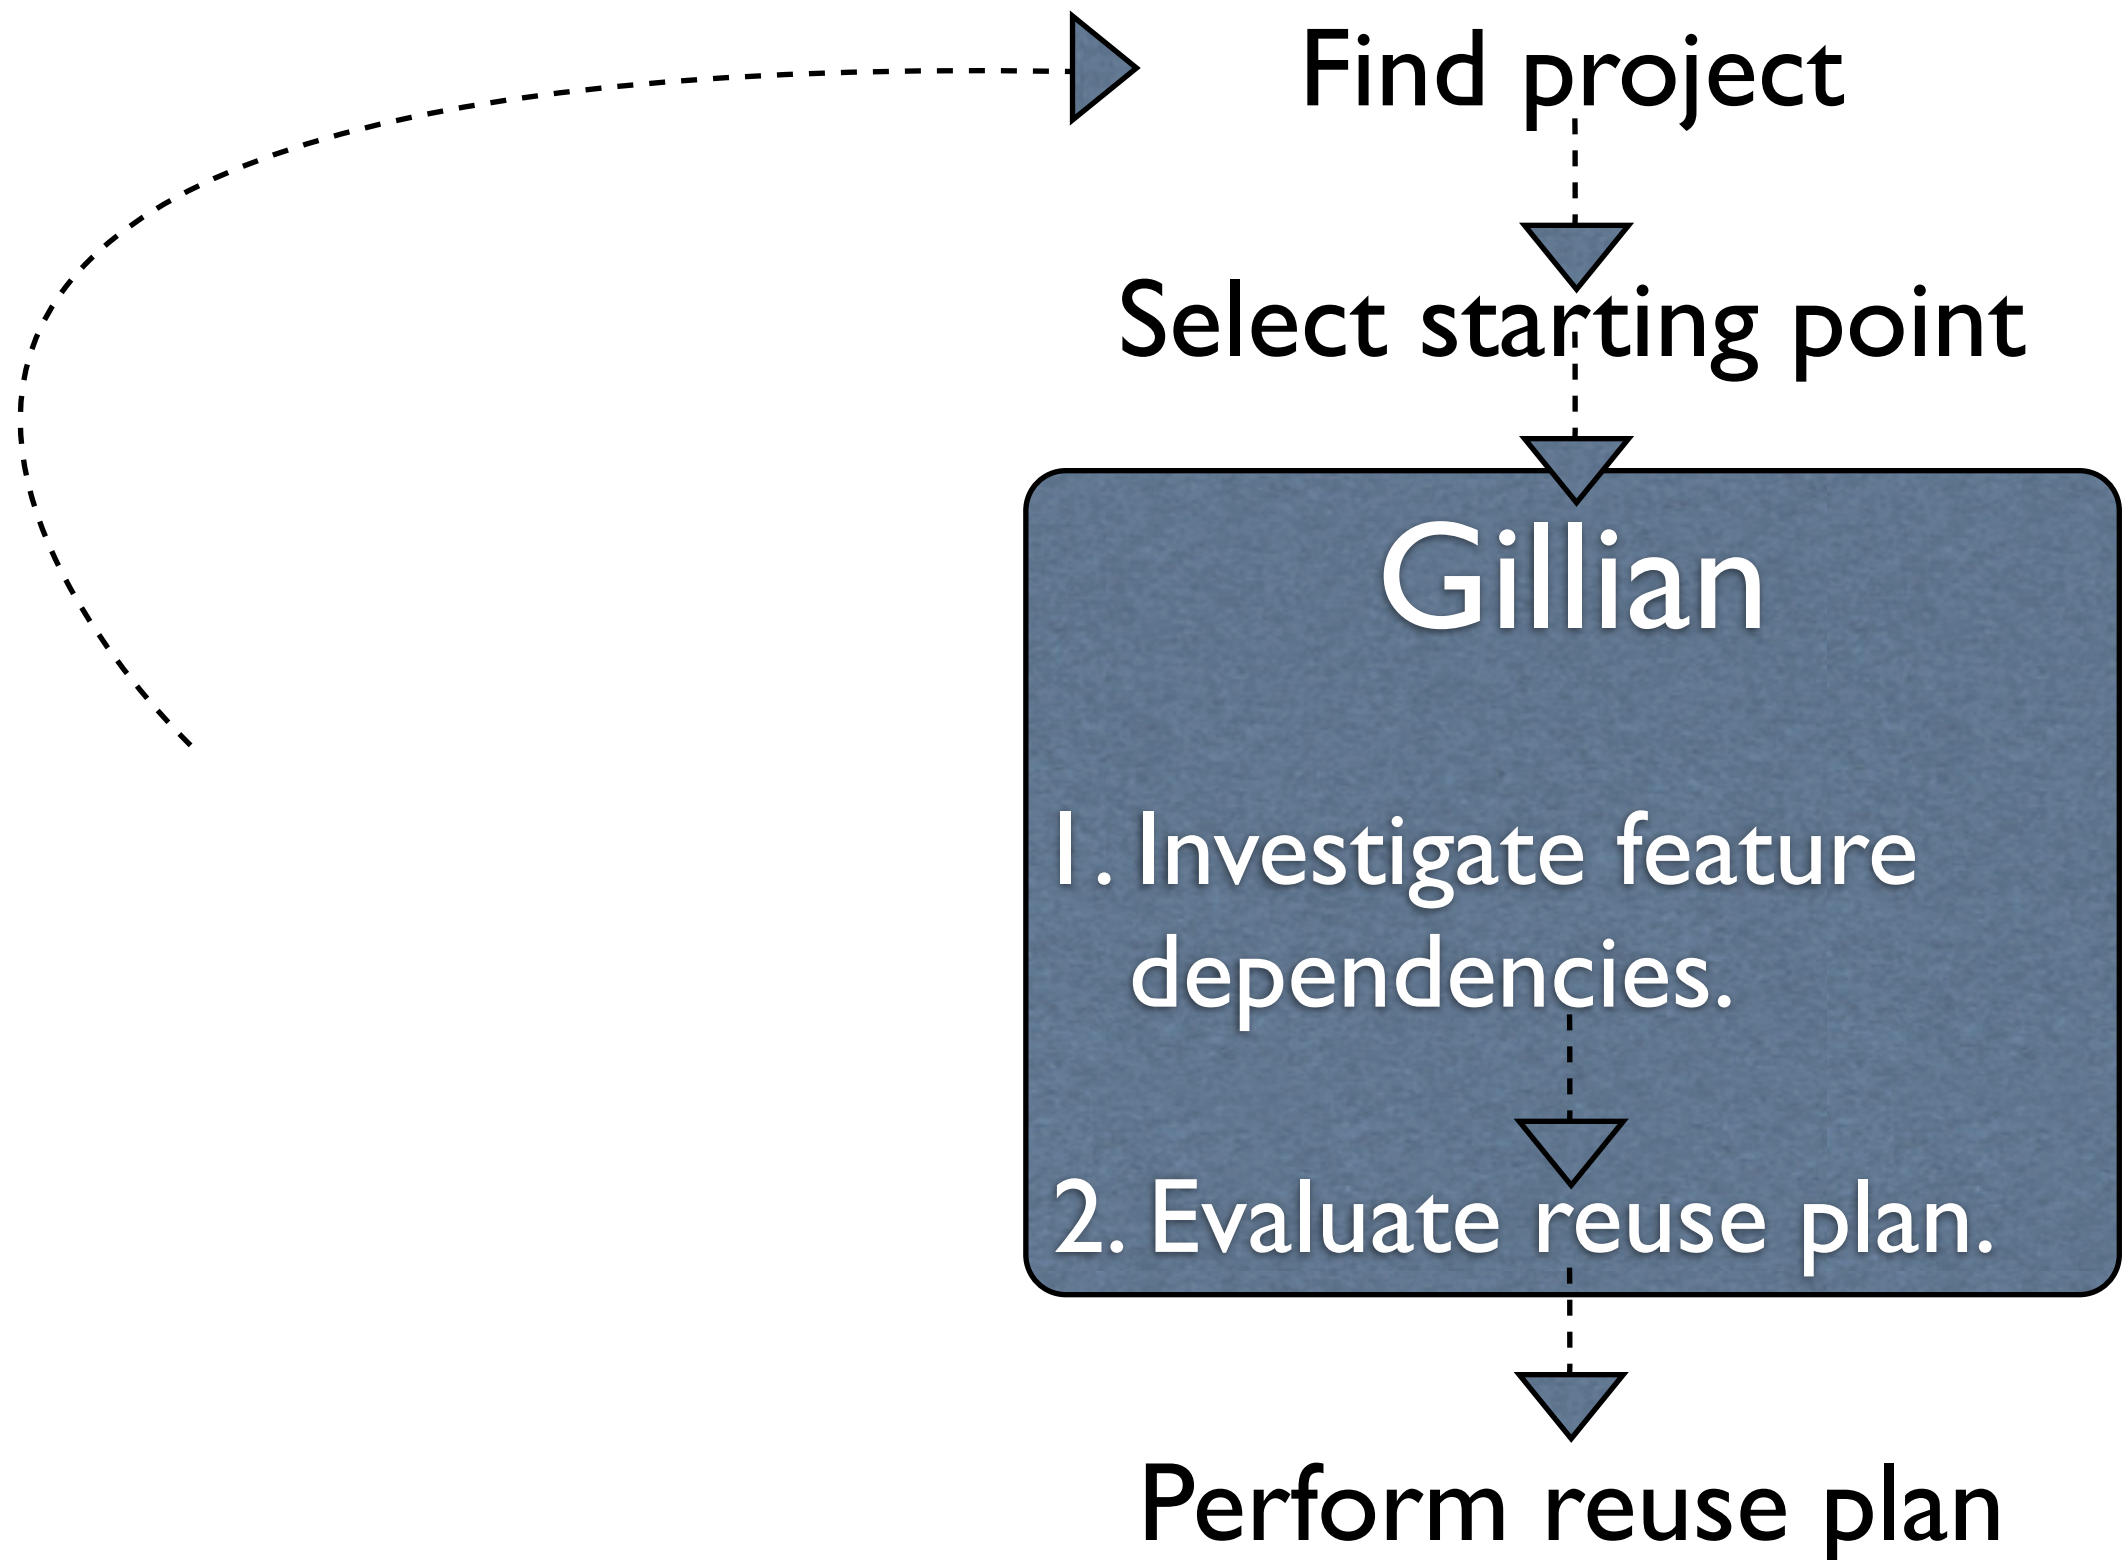 Find project
Select starting point
Gillian
1. Investigate feature
dependencies.
2. Evaluate reuse plan.
Perform reuse plan